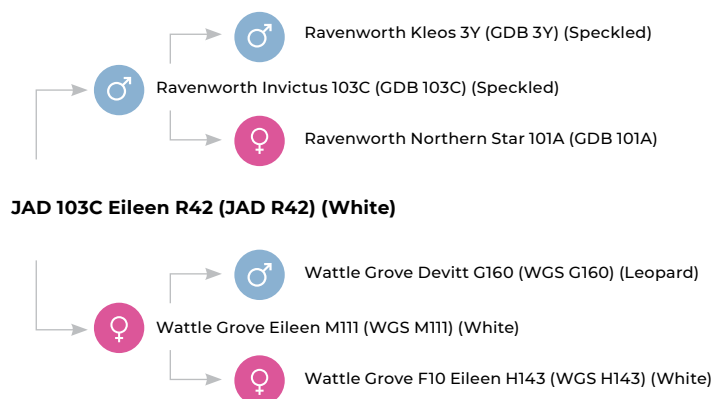 Ravenworth Kleos 3Y (GDB 3Y) (Speckled)
Ravenworth Invictus 103C (GDB 103C) (Speckled)
Ravenworth Northern Star 101A (GDB 101A)
JAD 103C Eileen R42 (JAD R42) (White)
Wattle Grove Devitt G160 (WGS G160) (Leopard)
Wattle Grove Eileen M111 (WGS M111) (White)
Wattle Grove F10 Eileen H143 (WGS H143) (White)